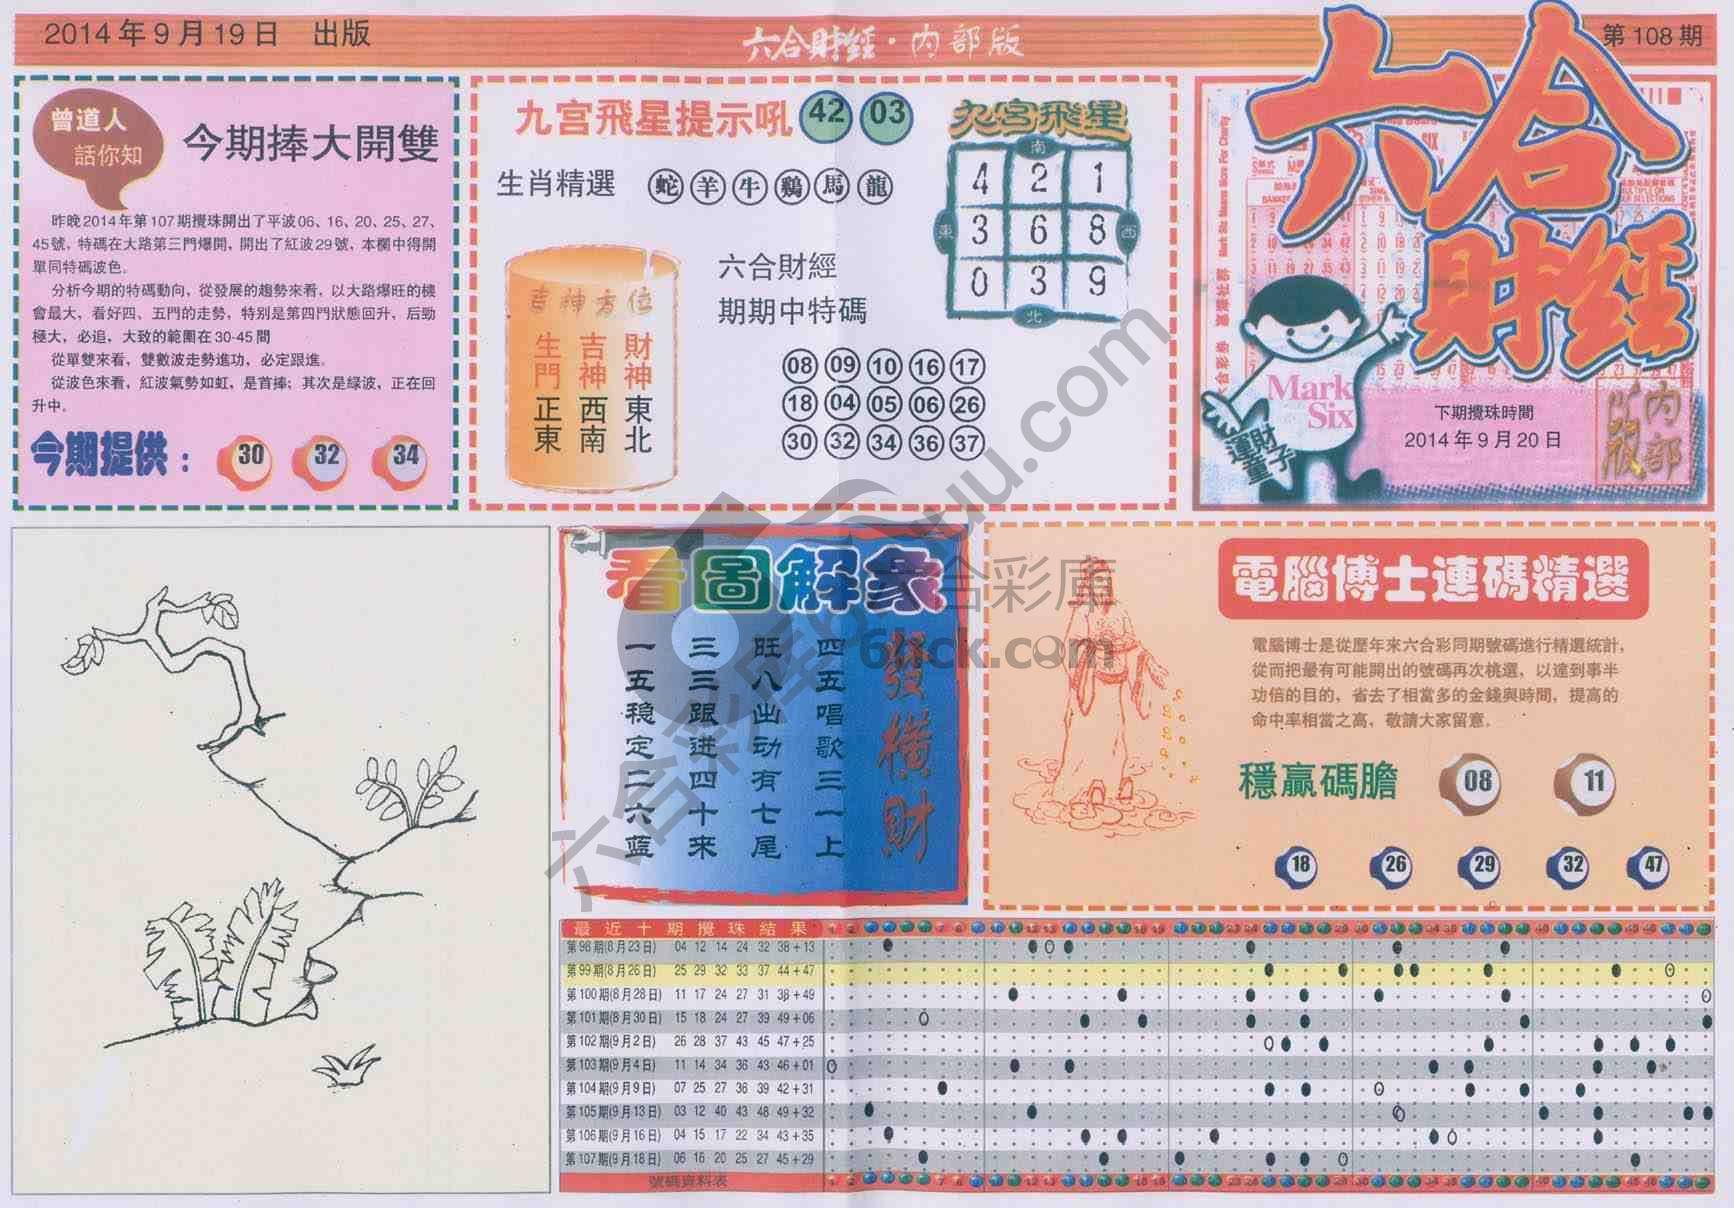 2014年9月19日 出版
六合財經·内部版
第108期
曾道人
話你知
今期捧大開雙
昨晚2014年第107期攪珠開出了平波06、16、20、25、27、
45號，特碼在大路第三門爆開，開出了紅波29號，本欄中得開
單同特碼波色。
分析今期的特碼動向，從發展的趨勢來看，以大路爆旺的機
會最大，看好四、五門的走勢，特别是第四門狀態回升，后勁
極大，必追，大致的範圍在30-45間
從單雙來看，雙數波走勢進功，必定跟進。
從波色來看，紅波氣勢如虹，是首捧；其次是緑波，正在回
升中。
今期提供： 30 32 34
九宫飛星提示吼 42 03
生肖精選 蛇 羊 牛 鷄 馬 龍
吉神方位
生門正東
吉神西南
財神東北
六合財經
期期中特碼
08 09 10 16 17
18 04 05 06 26
30 32 34 36 37
九宫飛星
南
4 2 1
東 3 6 8 西
0 3 9
北
六合
財經
内部版
Mark
Six
運財童子
下期攪珠時間
2014年9月20日
看圖解象
發橫財
四五唱歌三一上
旺八出动有七尾
三三跟进四十来
一五稳定二六蓝
電腦博士連碼精選
電腦博士是從歷年來六合彩同期號碼進行精選統計，
從而把最有可能開出的號碼再次桃選，以達到事半
功倍的目的，省去了相當多的金錢與時間，提高的
命中率相當之高，敬請大家留意。
穩贏碼膽 08 11
18 26 29 32 47
最近十期攪珠結果
第98期(8月23日) 04 12 14 24 32 38+13
第99期(8月26日) 25 29 32 33 37 44+47
第100期(8月28日) 11 17 24 27 31 38+49
第101期(8月30日) 15 18 24 27 39 49+06
第102期(9月2日) 26 28 37 43 45 47+25
第103期(9月4日) 11 14 34 36 43 46+01
第104期(9月9日) 07 25 27 36 39 42+31
第105期(9月13日) 03 12 40 43 48 49+32
第106期(9月16日) 04 15 17 22 34 43+35
第107期(9月18日) 06 16 20 25 27 45+29
號碼資料表